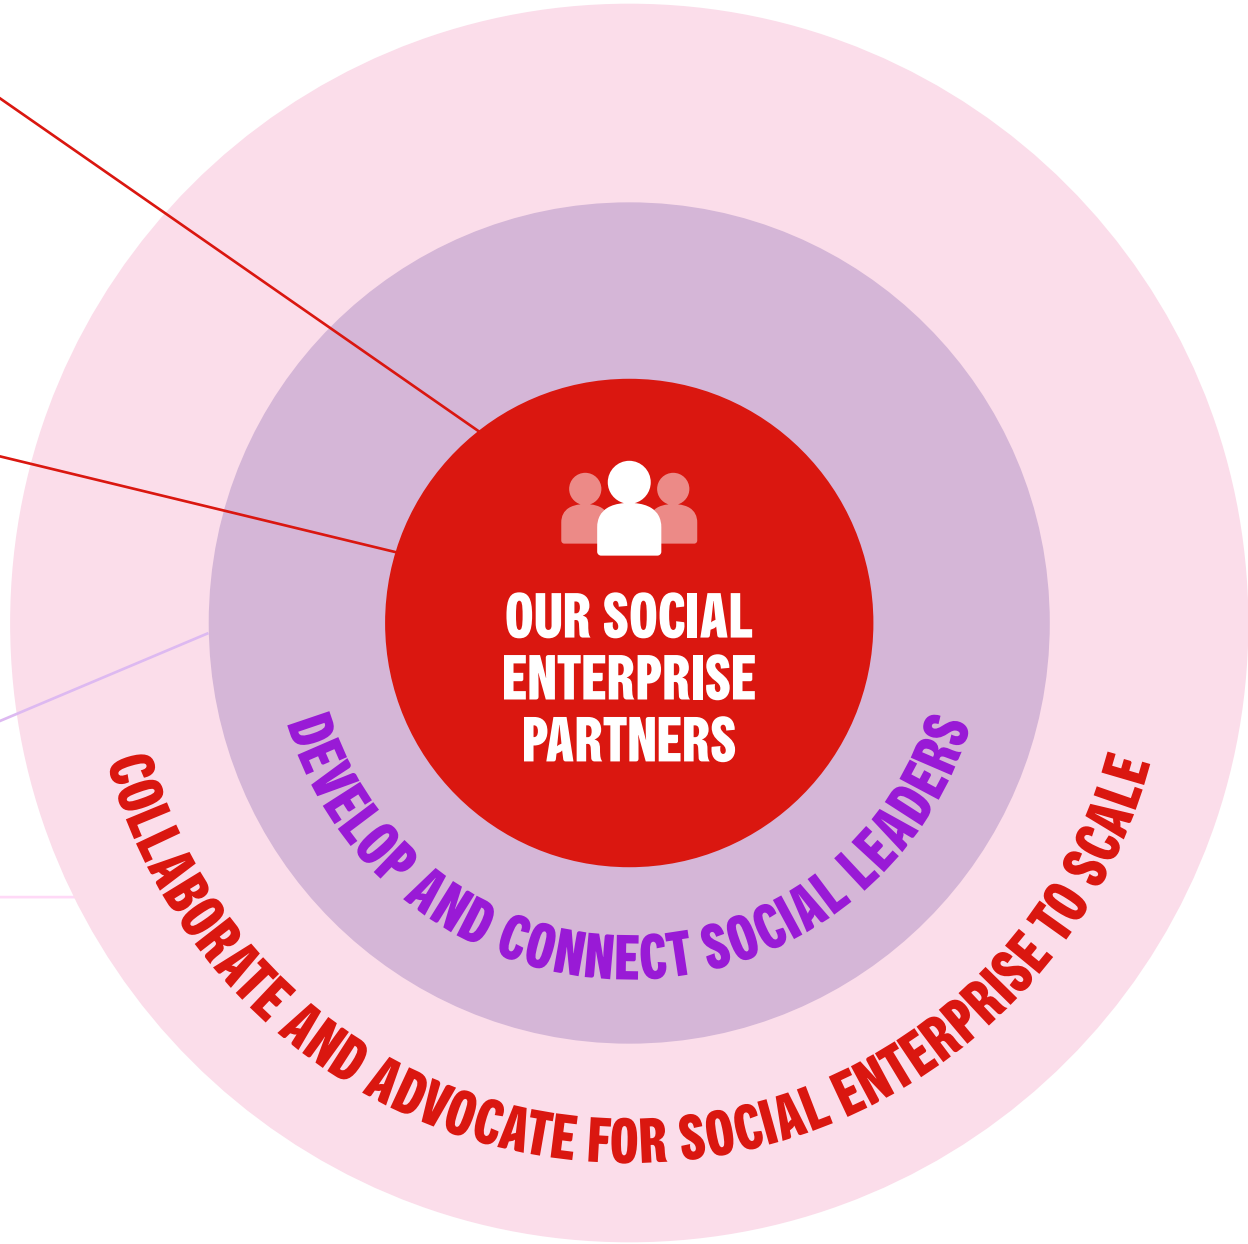 OUR SOCIAL
ENTERPRISE
PARTNERS
DEVELOP AND CONNECT SOCIAL LEADERS
COLLABORATE AND ADVOCATE FOR SOCIAL ENTERPRISE TO SCALE